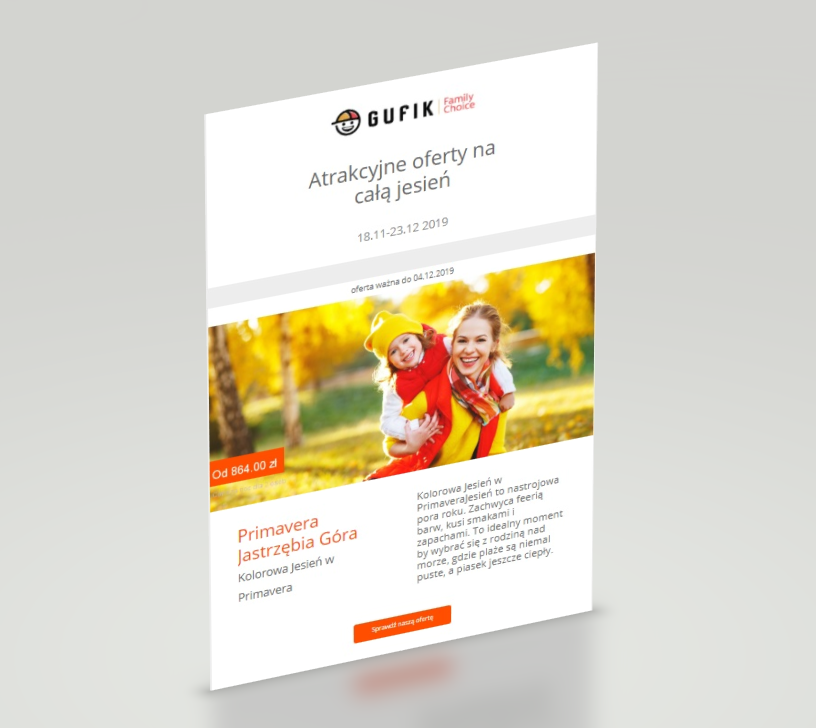 GUFIK
Family
Choice
Atrakcyjne oferty na
całą jesień
18.11-23.12 2019
oferta ważna do 04.12.2019
Od 864.00 zł
Primavera
Jastrzębia Góra
Kolorowa Jesień w
Primavera
Kolorowa Jesień w
PrimaveraJesień to nastrojowa
pora roku. Zachwyca feerią
barw, kusi smakami i
zapachami. To idealny moment
by wybrać się z rodziną nad
morze, gdzie plaże są niemal
puste, a piasek jeszcze ciepły.
Sprawdź naszą ofertę